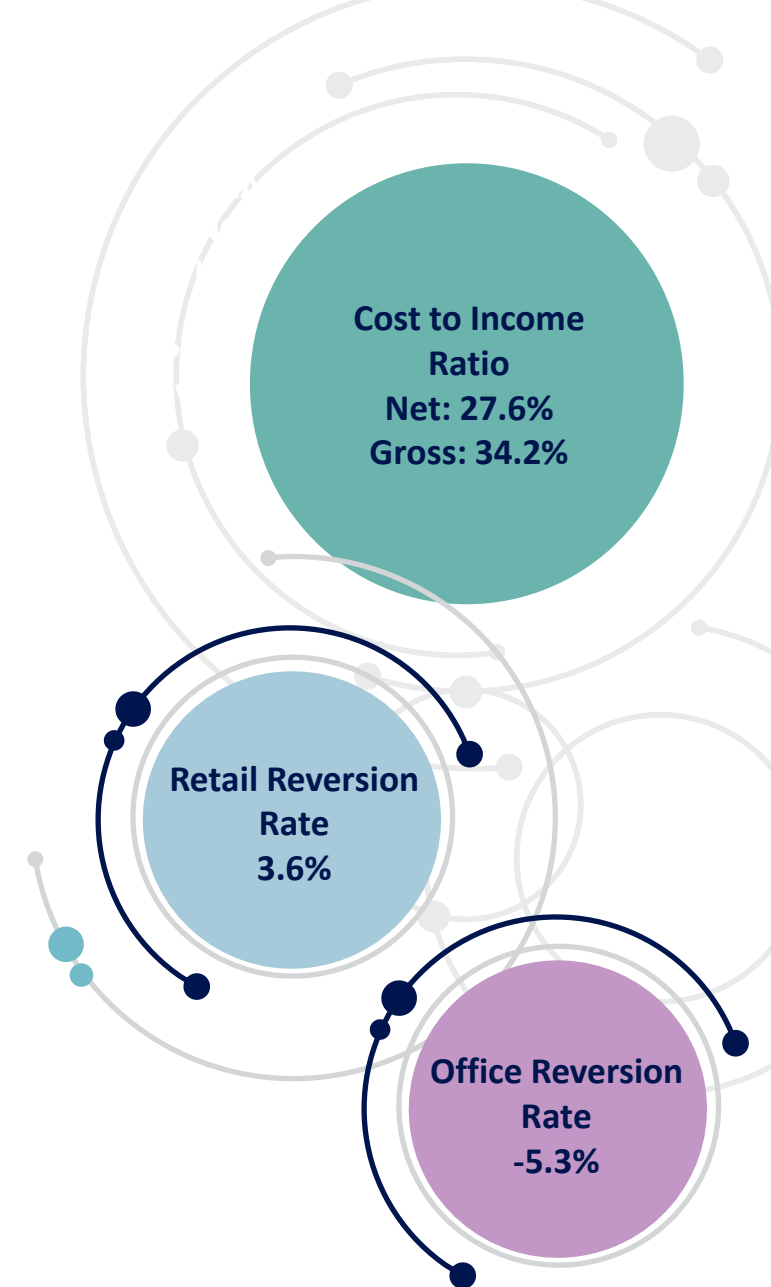 Cost to Income
Ratio
Net: 27.6%
Gross: 34.2%
Retail Reversion
Rate
3.6%
Office Reversion
Rate
-5.3%